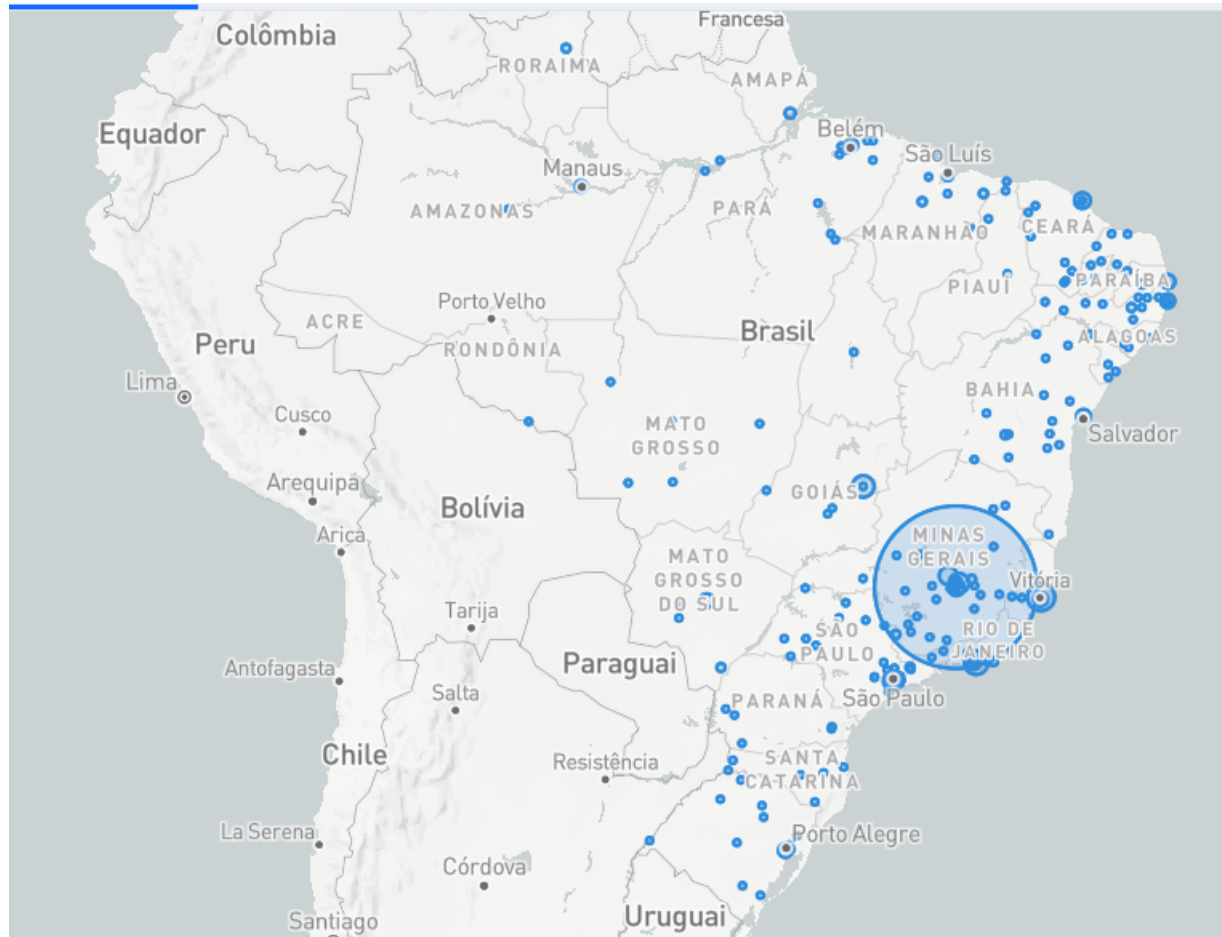 Francesa
Colômbia
RORAIMA
AMAPÁ
Equador
Belém
São Luís
Manaus
AMAZONAS
PARÁ
MARANHÃO
CEARÁ
PIAUÍ
PARAÍBA
Porto Velho
ACRE
Brasil
Peru
RONDÔNIA
ALAGOAS
Lima
BAHIA
Cusco
MATO
GROSSO
Salvador
Arequipa
GOIÁS
Bolívia
Arica
MINAS
GERAIS
MATO
GROSSO
DO SUL
Vitória
Tarija
SÃO
PAULO
RIO DE
JANEIRO
Antofagasta
Paraguai
Salta
PARANÁ
São Paulo
Chile
Resistência
SANTA
CATARINA
La Serena
Porto Alegre
Córdova
Santiago
Uruguai